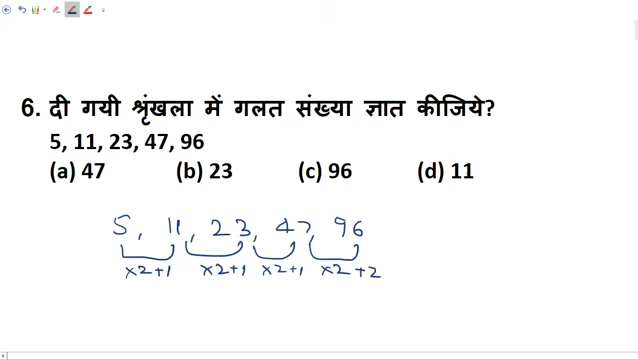 6. दी गयी श्रृंखला में गलत संख्या ज्ञात कीजिये?
5, 11, 23, 47, 96
(a) 47 (b) 23 (c) 96 (d) 11
5, 11, 23, 47, 96
×2+1 ×2+1 ×2+1 ×2+2